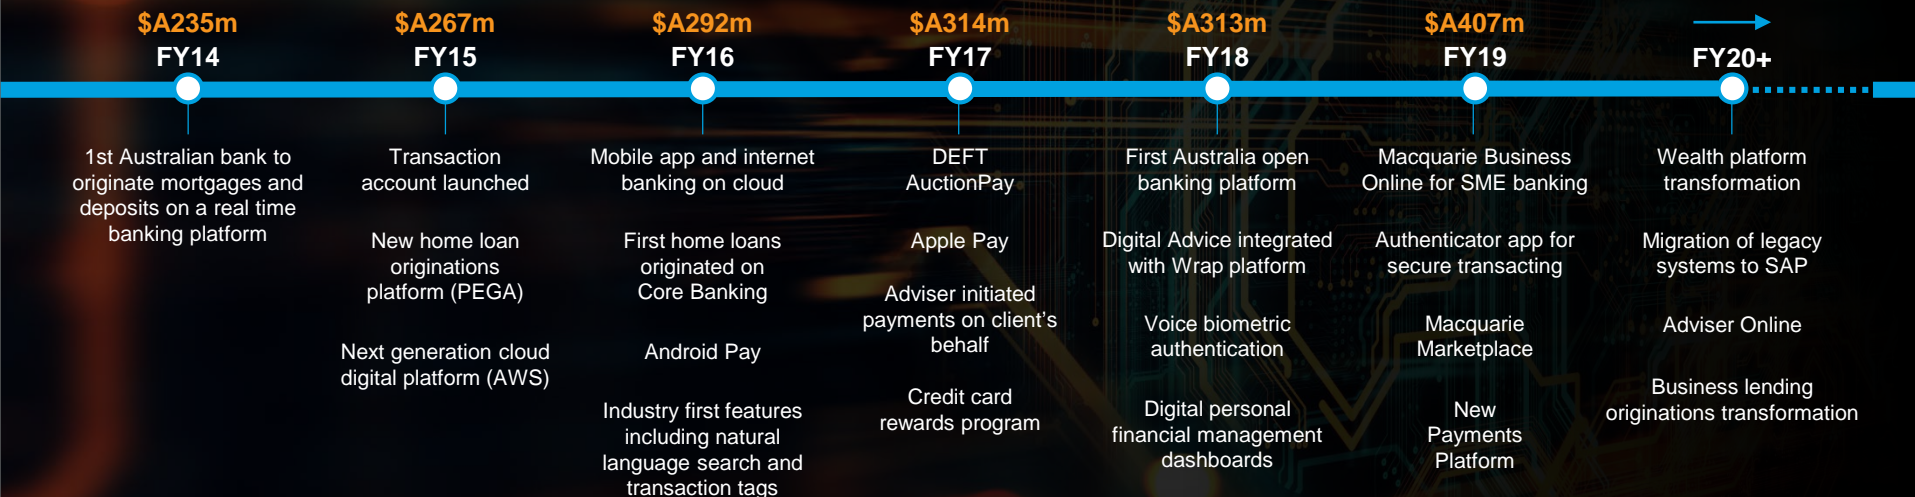 $A235m
FY14
1st Australian bank to
originate mortgages and
deposits on a real time
banking platform
$A267m
FY15
Transaction
account launched
New home loan
originations
platform (PEGA)
Next generation cloud
digital platform (AWS)
$A292m
FY16
Mobile app and internet
banking on cloud
First home loans
originated on
Core Banking
Android Pay
Industry first features
including natural
language search and
transaction tags
$A314m
FY17
DEFT
AuctionPay
Apple Pay
Adviser initiated
payments on client's
behalf
Credit card
rewards program
$A313m
FY18
First Australia open
banking platform
Digital Advice integrated
with Wrap platform
Voice biometric
authentication
Digital personal
financial management
dashboards
$A407m
FY19
Macquarie Business
Online for SME banking
Authenticator app for
secure transacting
Macquarie
Marketplace
New
Payments
Platform
FY20+
Wealth platform
transformation
Migration of legacy
systems to SAP
Adviser Online
Business lending
originations transformation